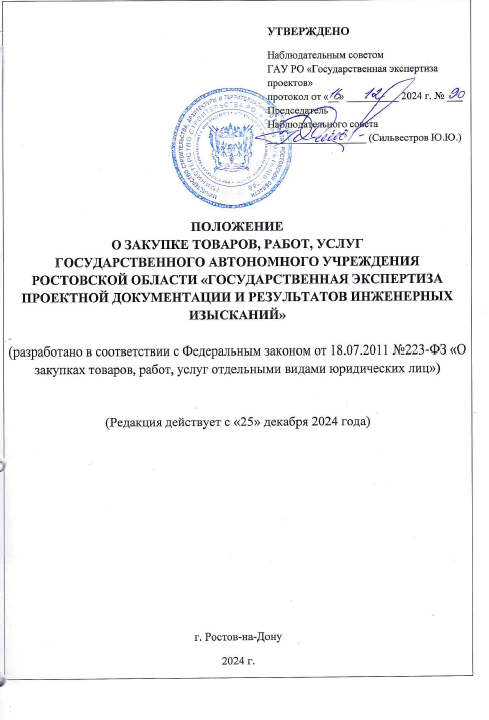 УТВЕРЖДЕНО
Наблюдательным советом
ГАУ РО «Государственная экспертиза
проектов»
протокол от «16» 12 2024 г. № 90
Председатель
Наблюдательного совета
(Сильвестров Ю.Ю.)
ПОЛОЖЕНИЕ
О ЗАКУПКЕ ТОВАРОВ, РАБОТ, УСЛУГ
ГОСУДАРСТВЕННОГО АВТОНОМНОГО УЧРЕЖДЕНИЯ
РОСТОВСКОЙ ОБЛАСТИ «ГОСУДАРСТВЕННАЯ ЭКСПЕРТИЗА
ПРОЕКТНОЙ ДОКУМЕНТАЦИИ И РЕЗУЛЬТАТОВ ИНЖЕНЕРНЫХ
ИЗЫСКАНИЙ»
(разработано в соответствии с Федеральным законом от 18.07.2011 №223-ФЗ «О
закупках товаров, работ, услуг отдельными видами юридических лиц»)
(Редакция действует с «25» декабря 2024 года)
г. Ростов-на-Дону
2024 г.